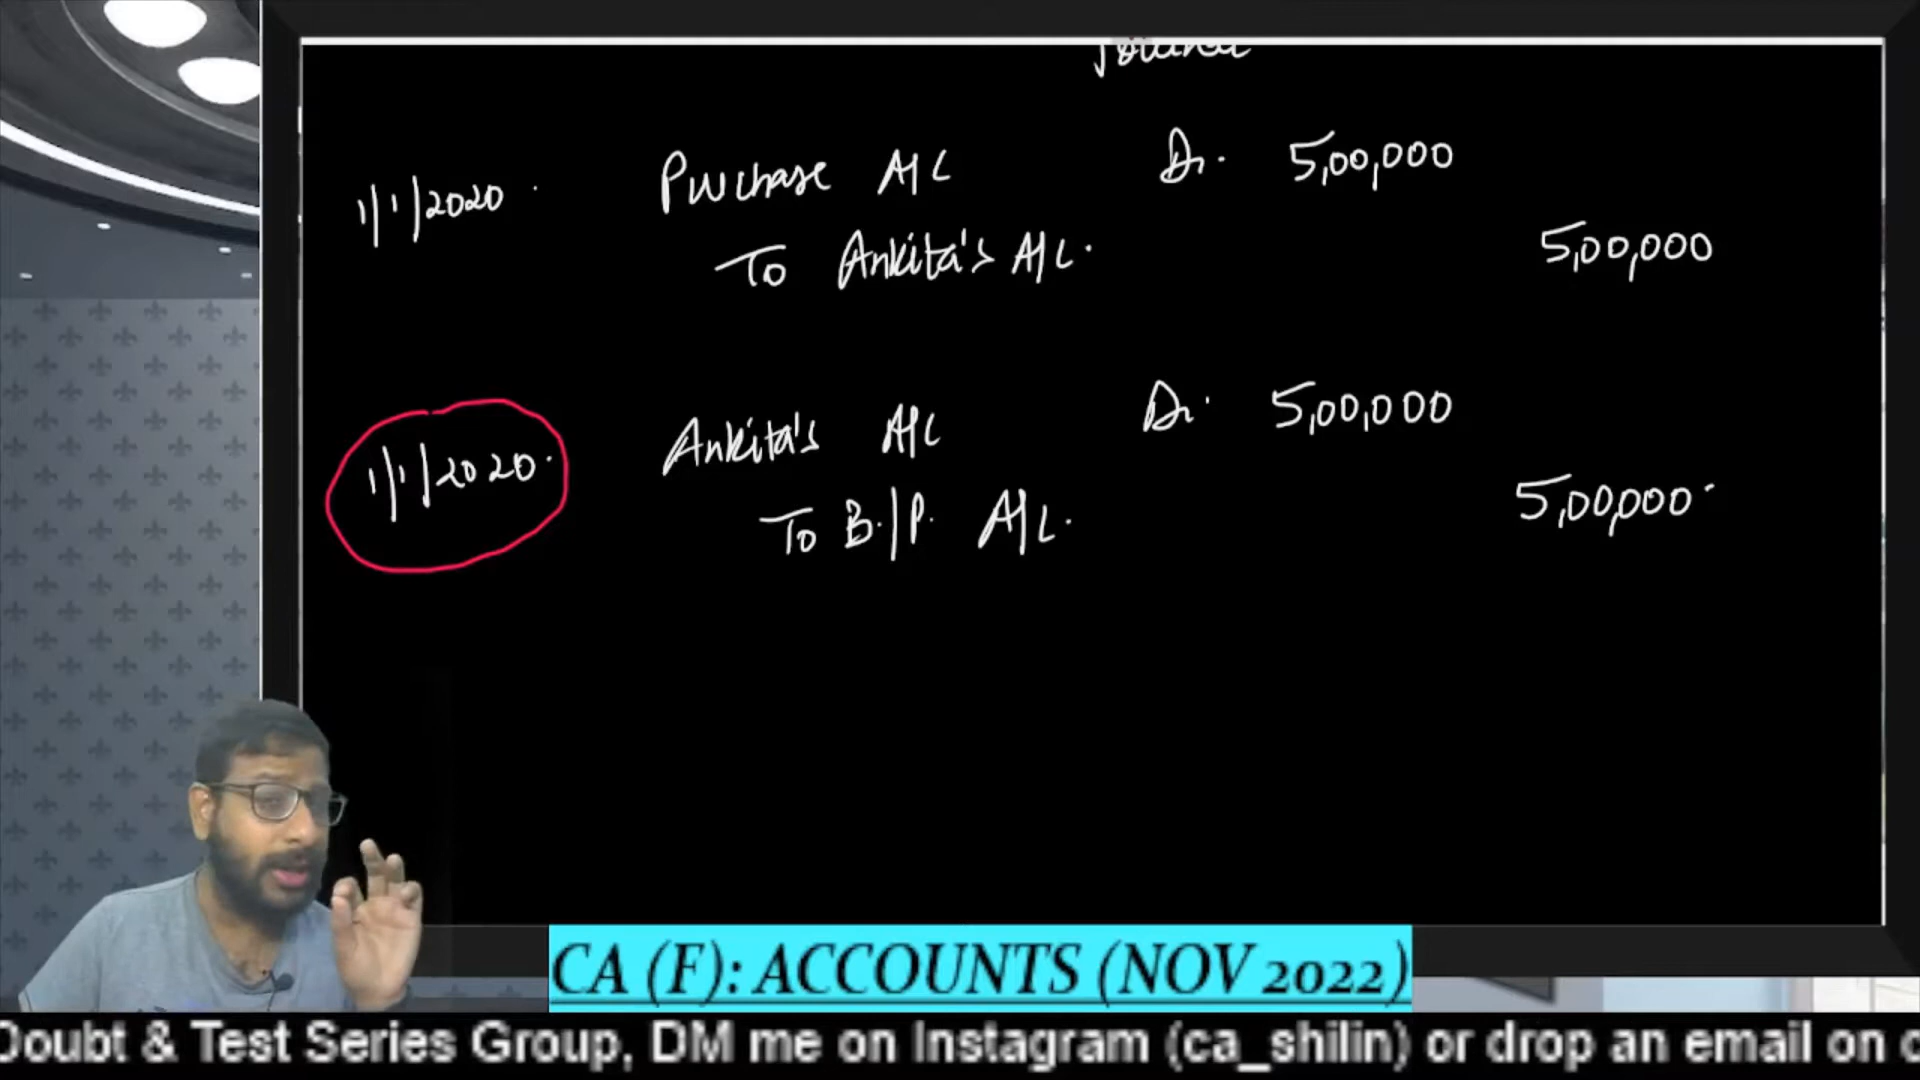 1/1/2020 Purchase A/c Dr. 5,00,000
To Ankita's A/c. 5,00,000
1/1/2020. Ankita's A/c Dr. 5,00,000
To B./P. A/c. 5,00,000
CA (F): ACCOUNTS (NOV 2022)
Doubt & Test Series Group, DM me on Instagram (ca_shilin) or drop an email on